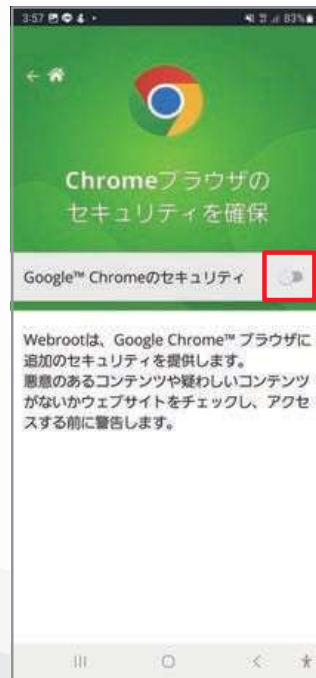 3:57
83%
Chromeブラウザの
セキュリティを確保
Google™ Chromeのセキュリティ
Webrootは、Google Chrome™ ブラウザに
追加のセキュリティを提供します。
悪意のあるコンテンツや疑わしいコンテンツ
がないかウェブサイトをチェックし、アクセ
スする前に警告します。